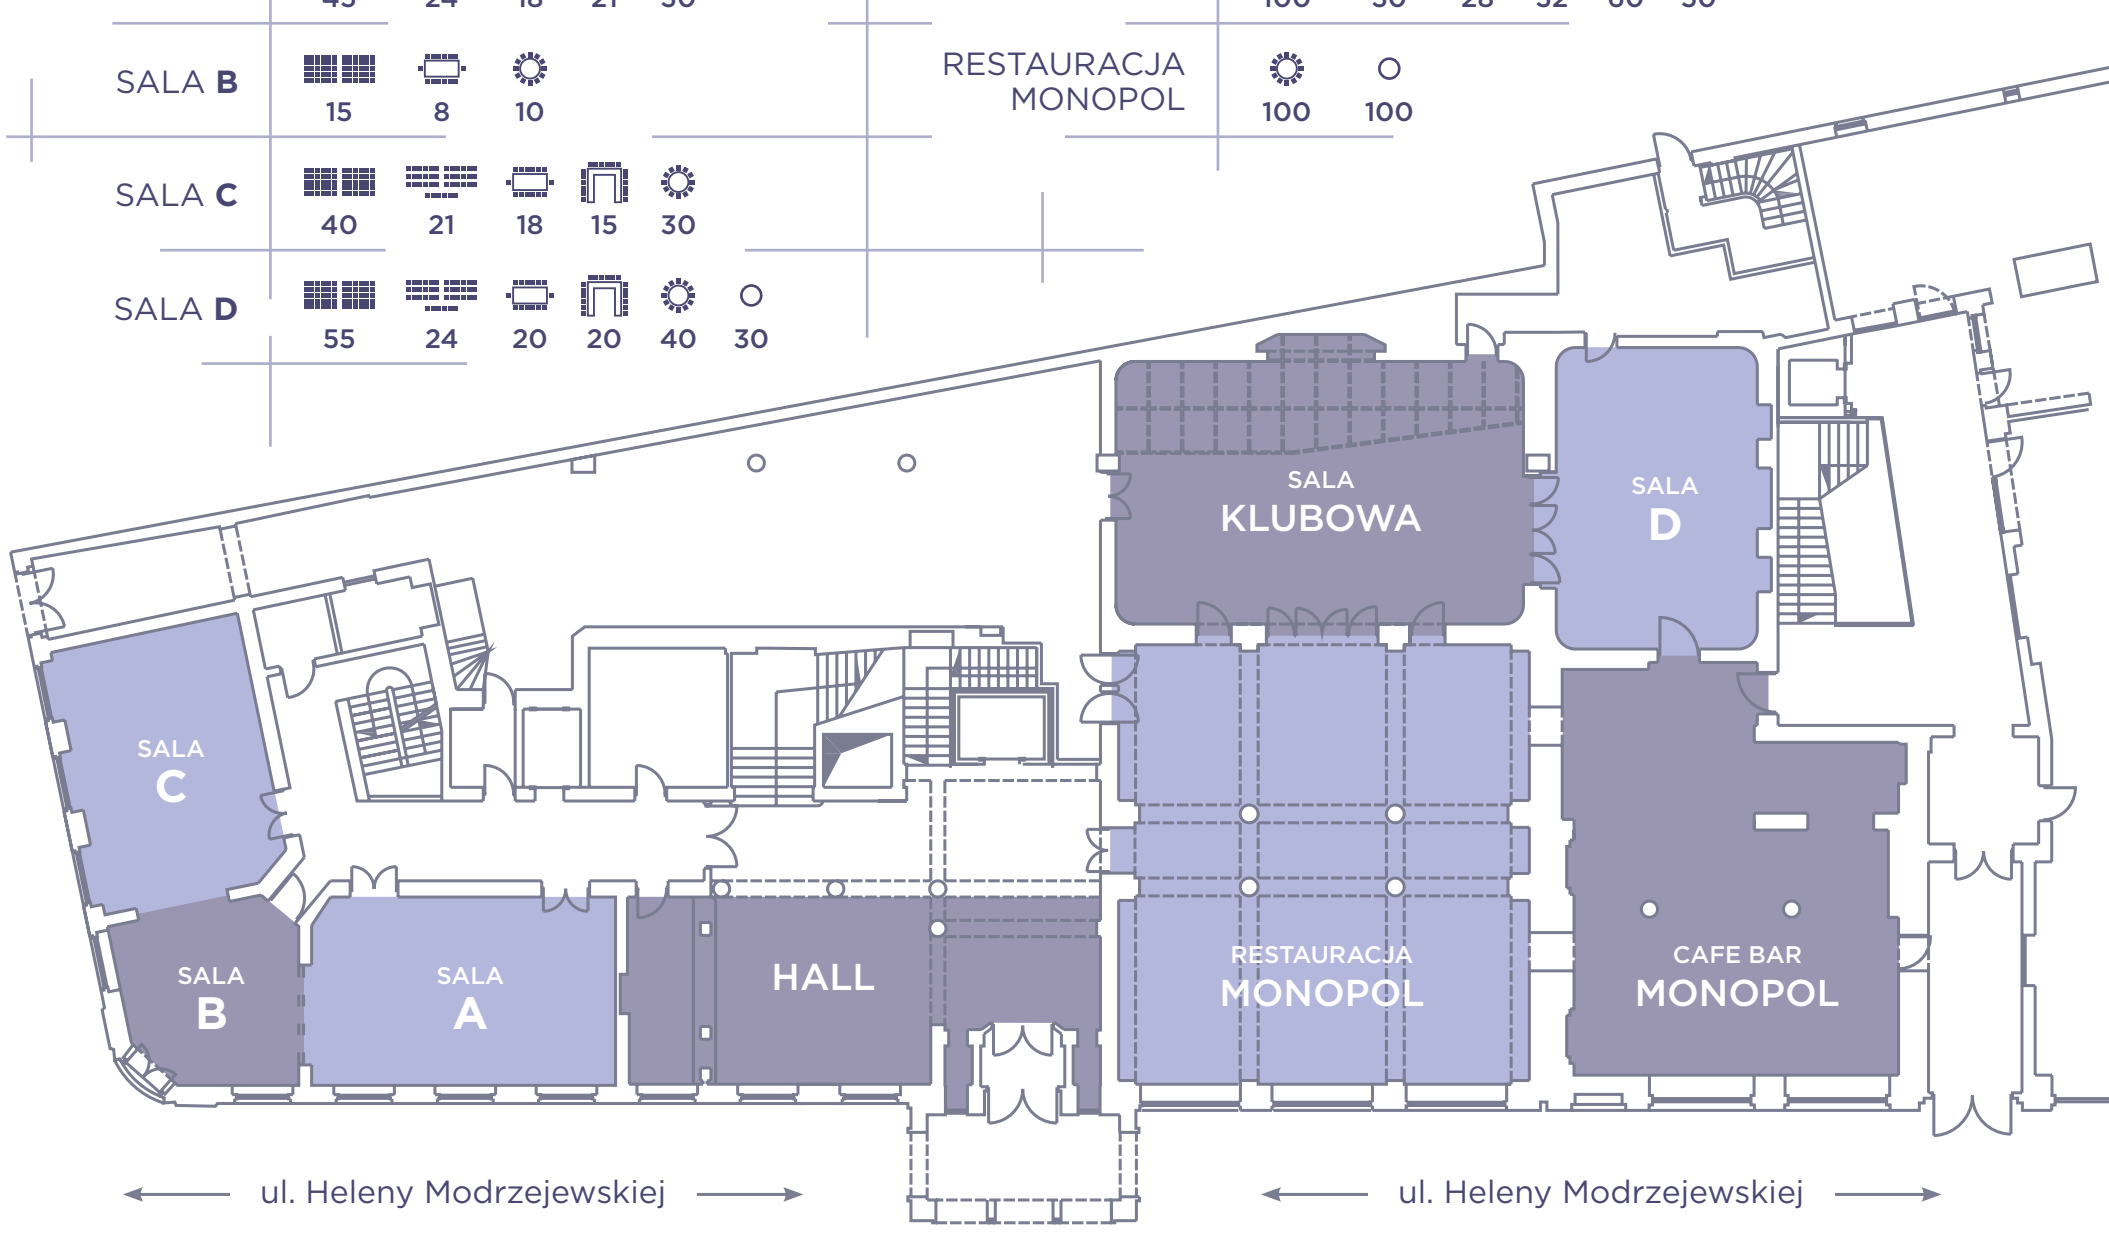 SALA B
15 8 10
RESTAURACJA
MONOPOL
100 100
SALA C
40 21 18 15 30
SALA D
55 24 20 20 40 30
SALA
KLUBOWA
SALA
D
SALA
C
SALA
B
SALA
A
HALL
RESTAURACJA
MONOPOL
CAFE BAR
MONOPOL
ul. Heleny Modrzejewskiej
ul. Heleny Modrzejewskiej